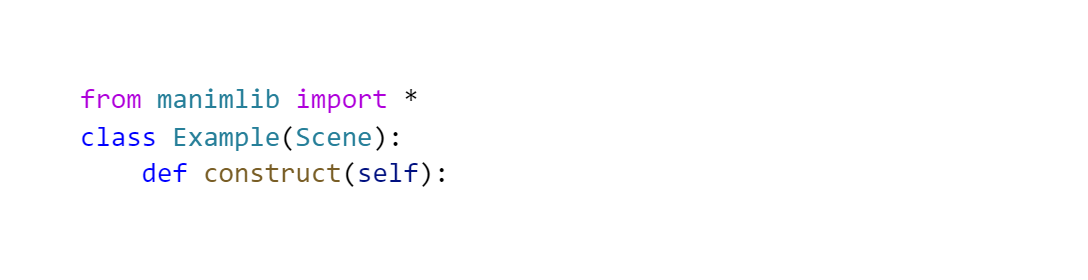 from manimlib import *
class Example(Scene):
    def construct(self):